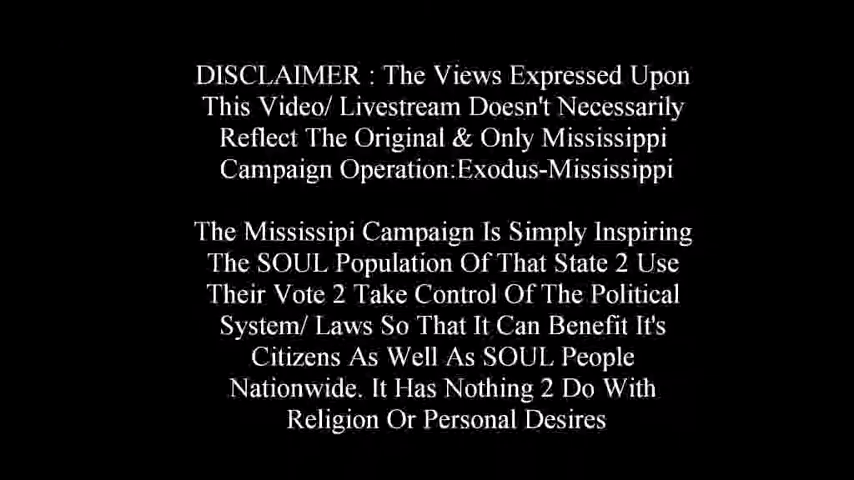 DISCLAIMER : The Views Expressed Upon
This Video/ Livestream Doesn't Necessarily
Reflect The Original & Only Mississippi
Campaign Operation:Exodus-Mississippi
The Mississipi Campaign Is Simply Inspiring
The SOUL Population Of That State 2 Use
Their Vote 2 Take Control Of The Political
System/ Laws So That It Can Benefit It's
Citizens As Well As SOUL People
Nationwide. It Has Nothing 2 Do With
Religion Or Personal Desires